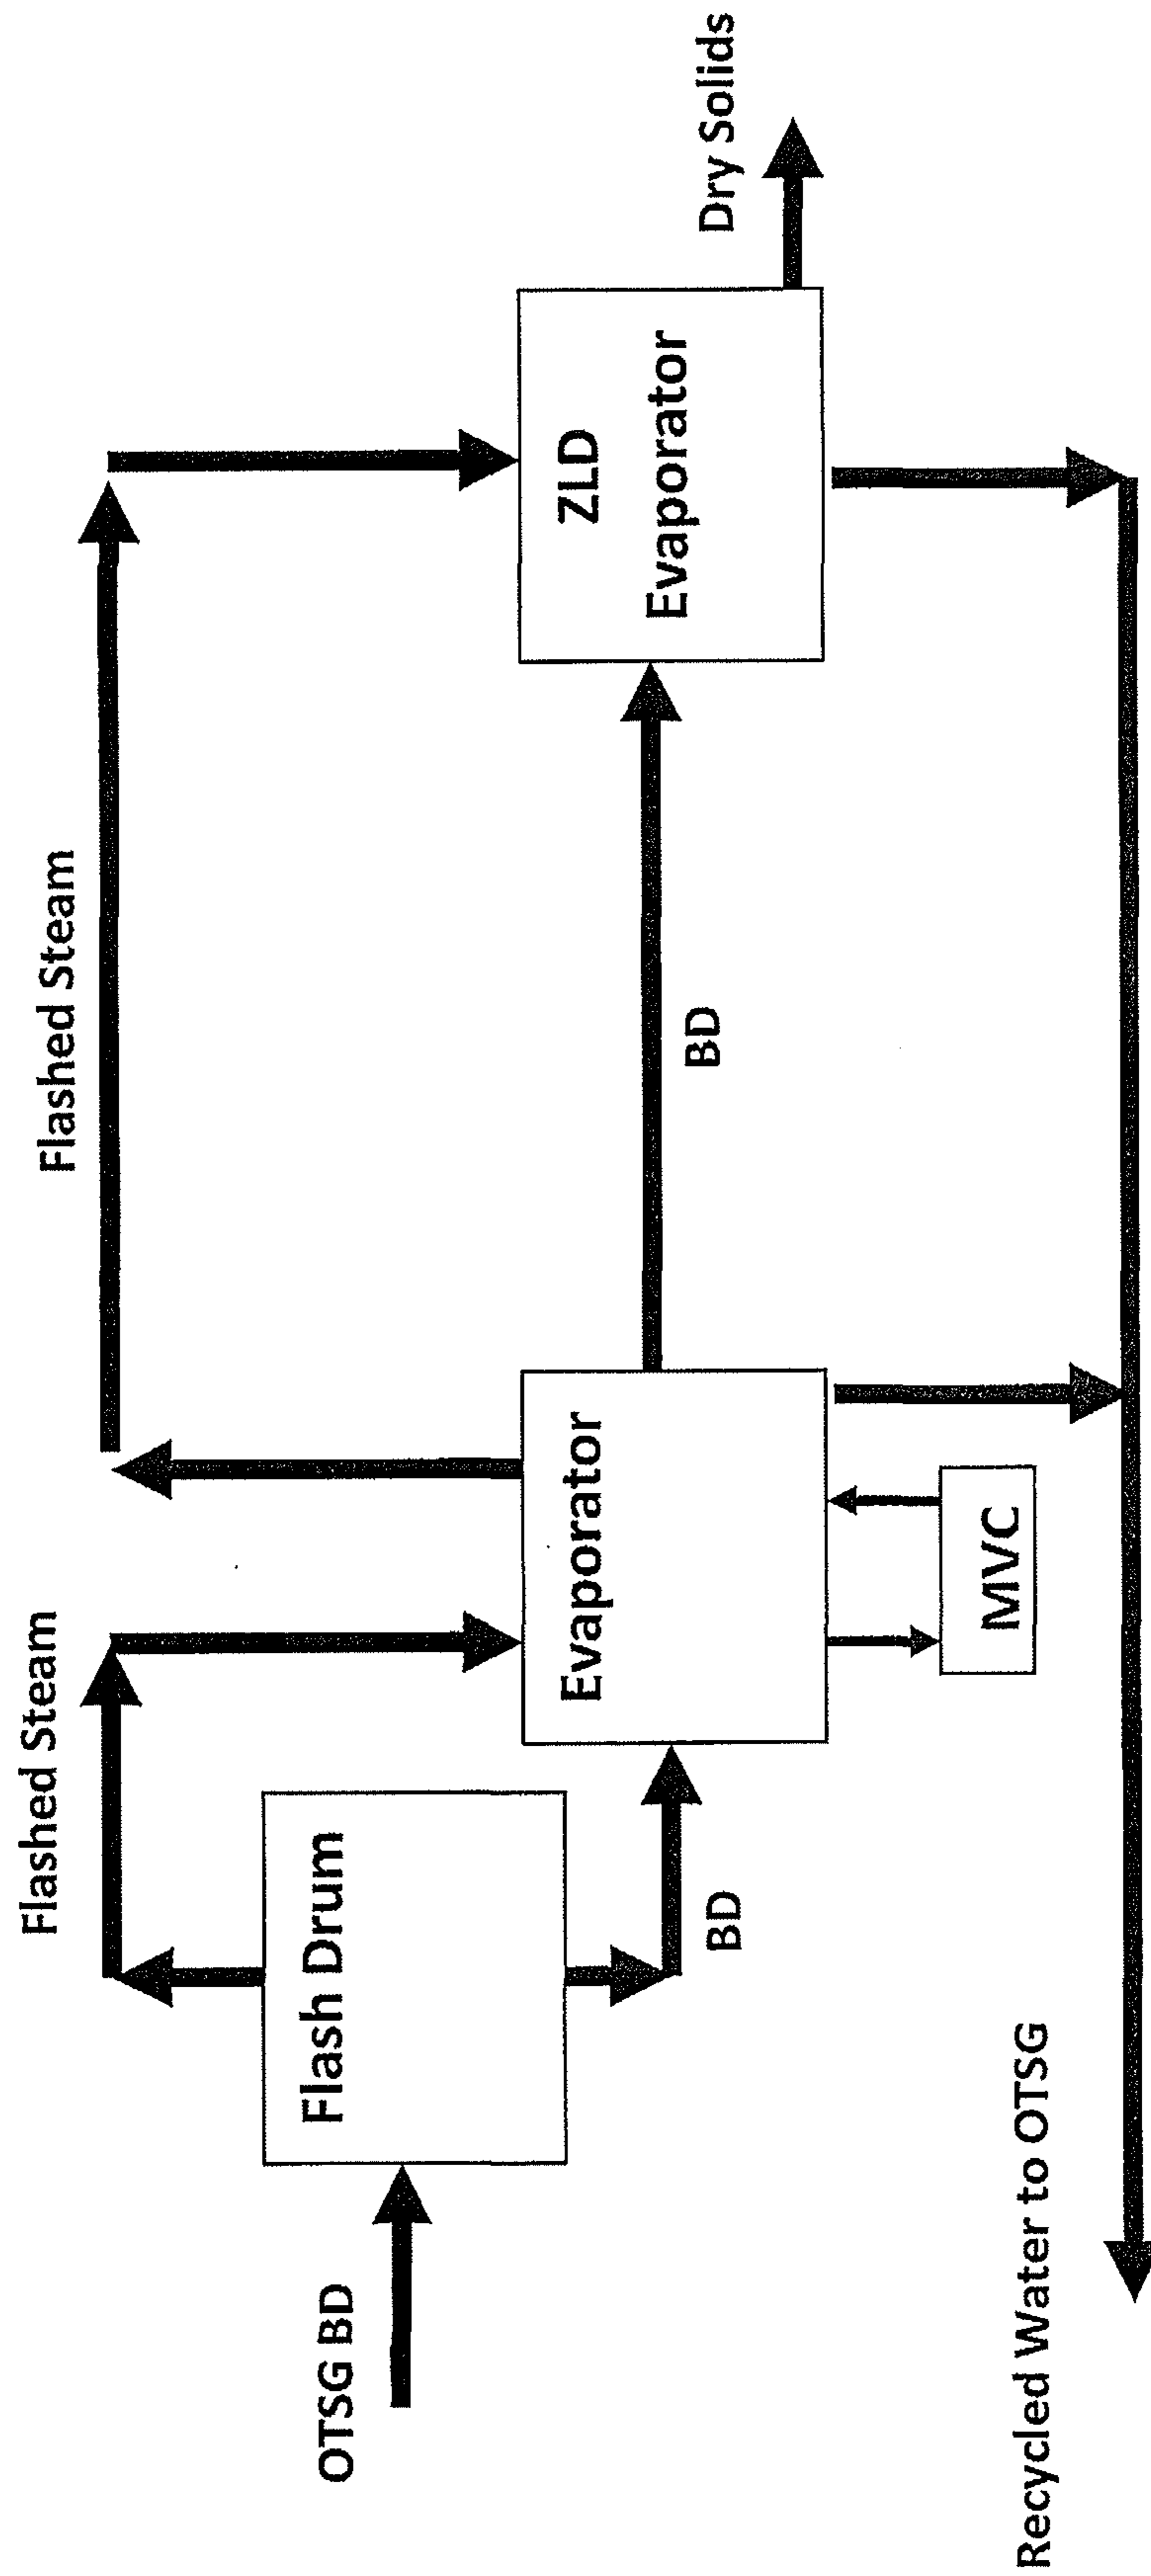 OTSG BD
Flash Drum
Flashed Steam
BD
Evaporator
MVC
Flashed Steam
BD
ZLD
Evaporator
Dry Solids
Recycled Water to OTSG